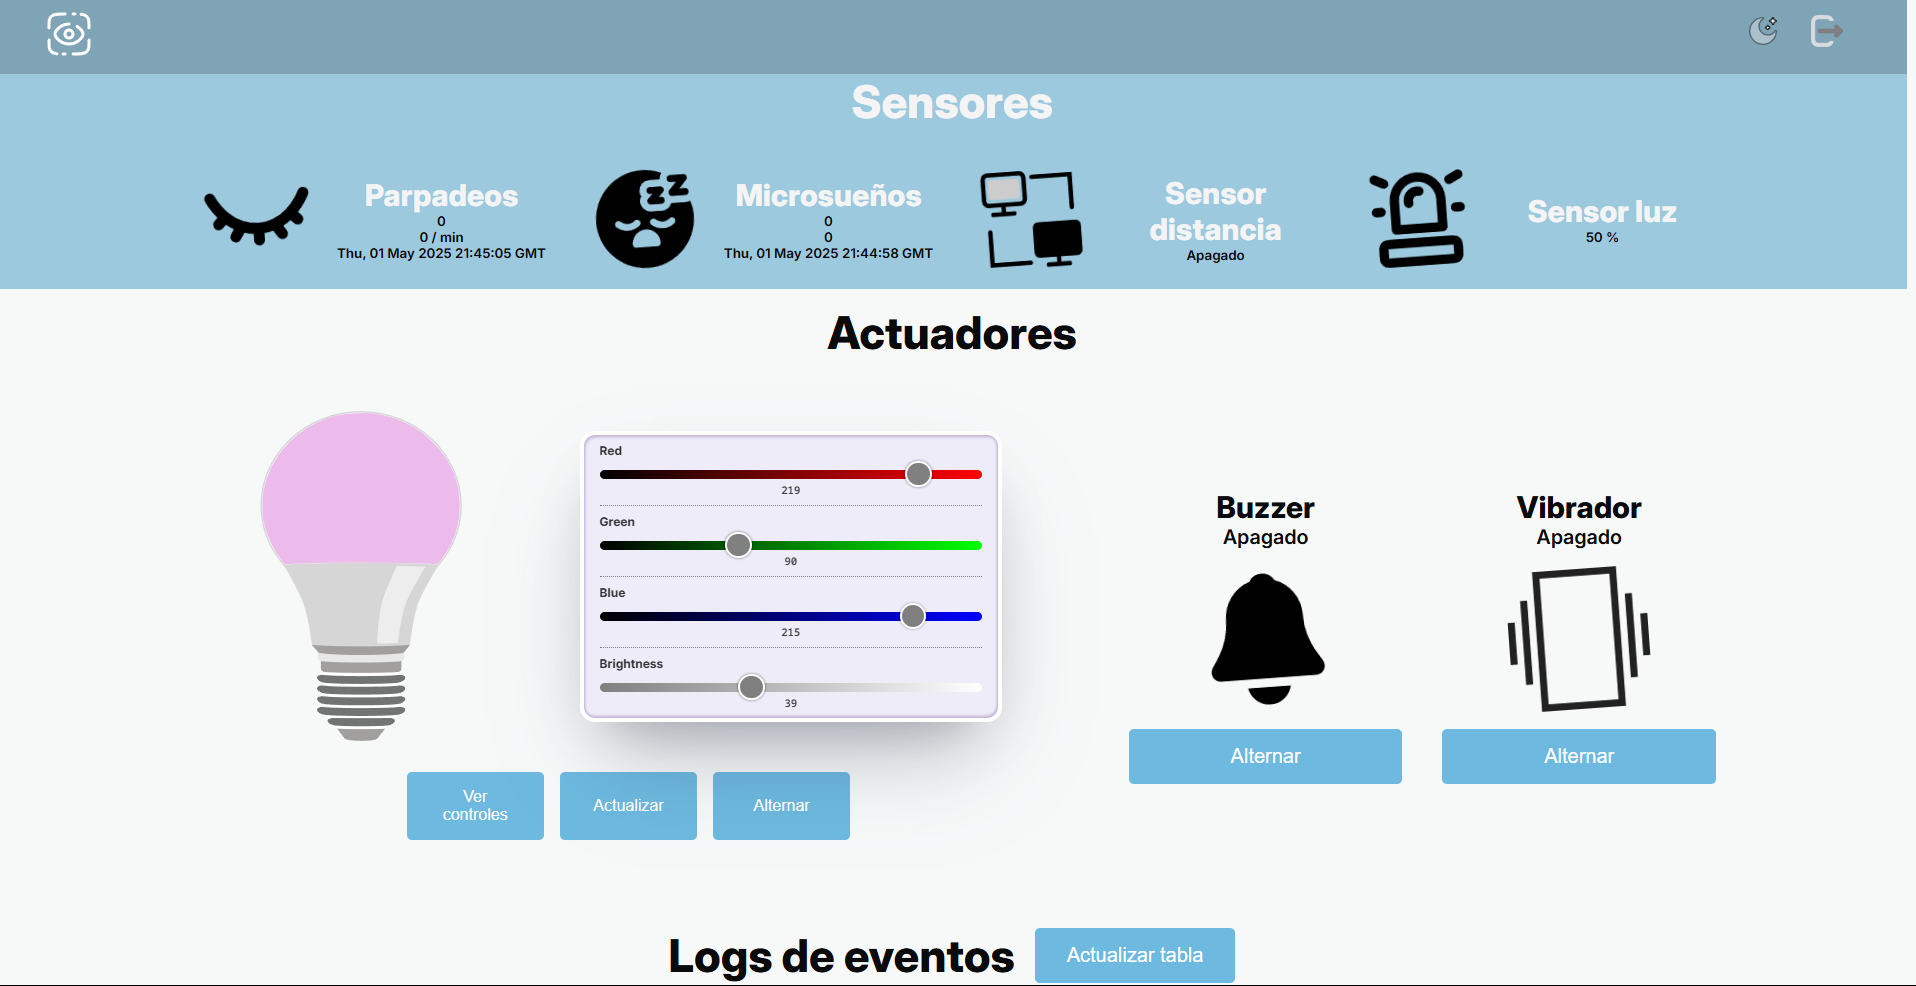 Sensores
Parpadeos
0
0 / min
Thu, 01 May 2025 21:45:05 GMT
Microsueños
0
0
Thu, 01 May 2025 21:44:58 GMT
Sensor
distancia
Apagado
Sensor luz
50 %
Actuadores
Red
219
Green
90
Blue
215
Brightness
39
Ver
controles
Actualizar
Alternar
Buzzer
Apagado
Alternar
Vibrador
Apagado
Alternar
Logs de eventos
Actualizar tabla